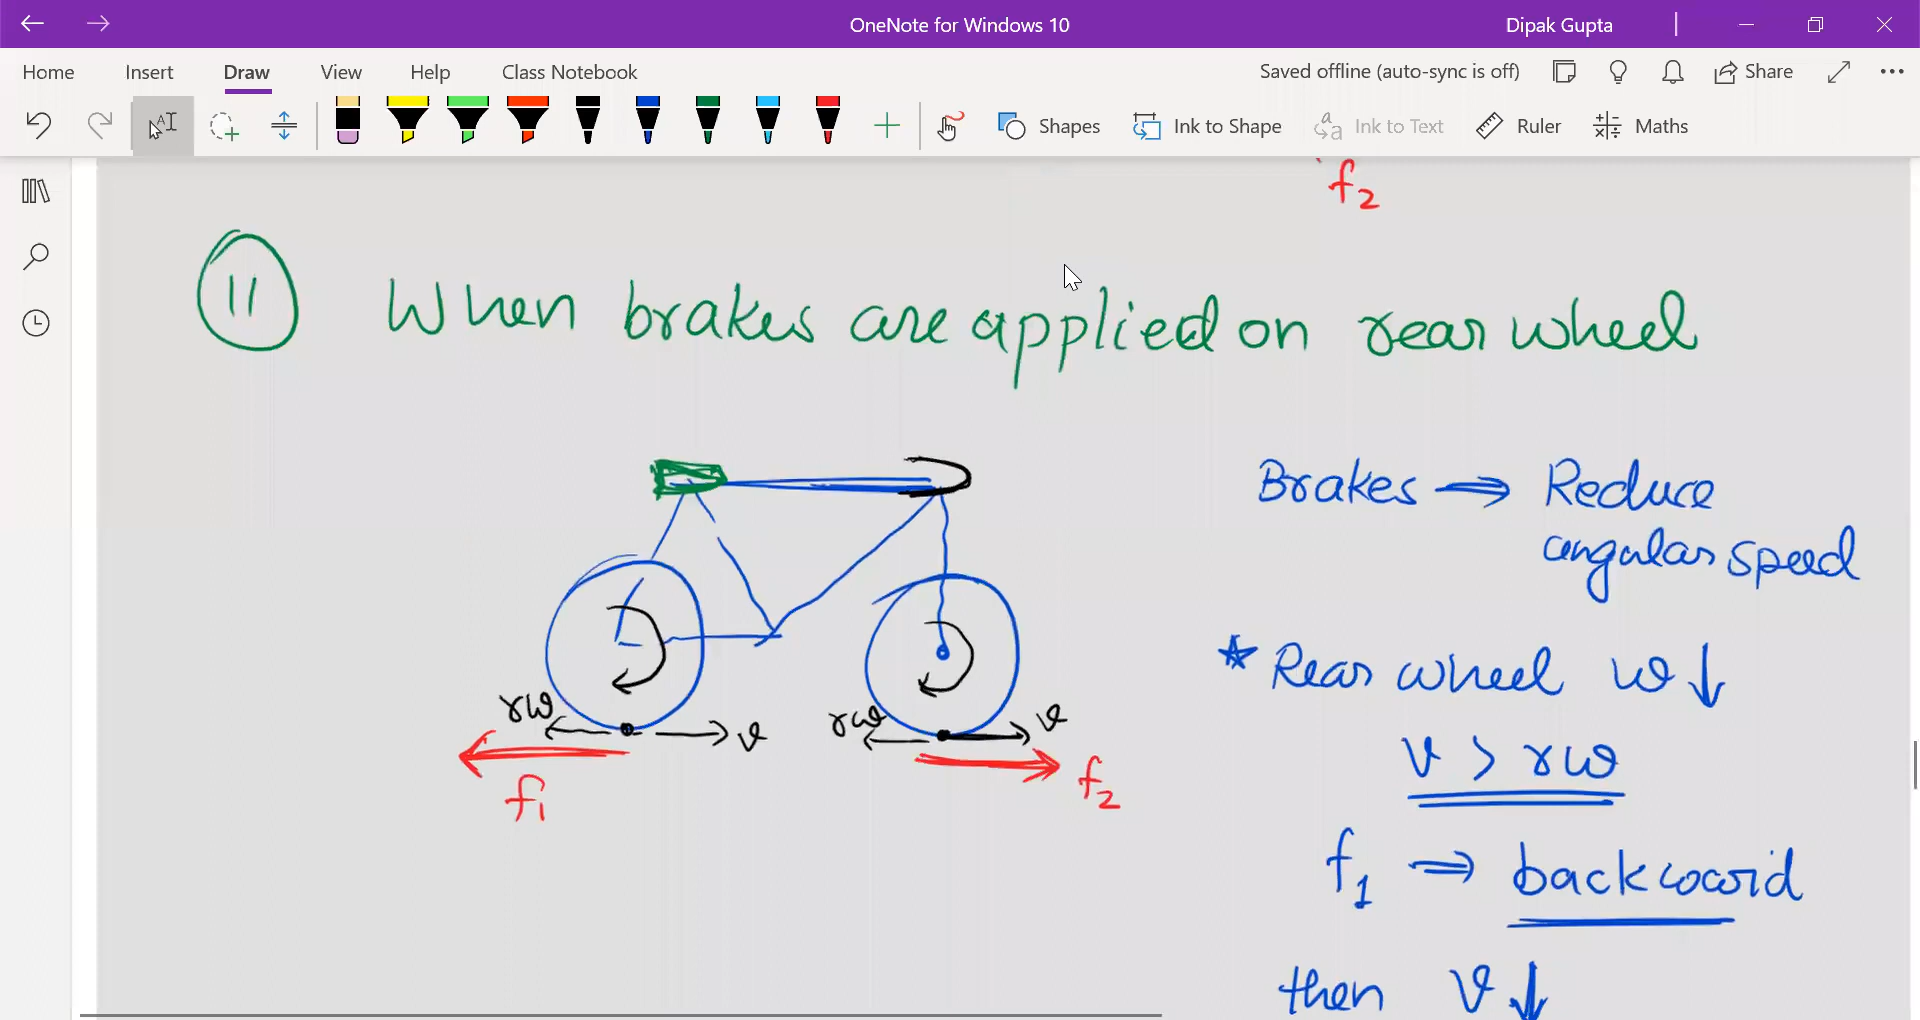 OneNote for Windows 10
Dipak Gupta
Home Insert Draw View Help Class Notebook
Saved offline (auto-sync is off) Share
Shapes Ink to Shape Ink to Text Ruler Maths
f2
11 When brakes are applied on rear wheel
Brakes → Reduce
angular speed
* Rear wheel ω ↓
rω v rω v
v > rω
f1 f2
f1 ⇒ backward
then v ↓